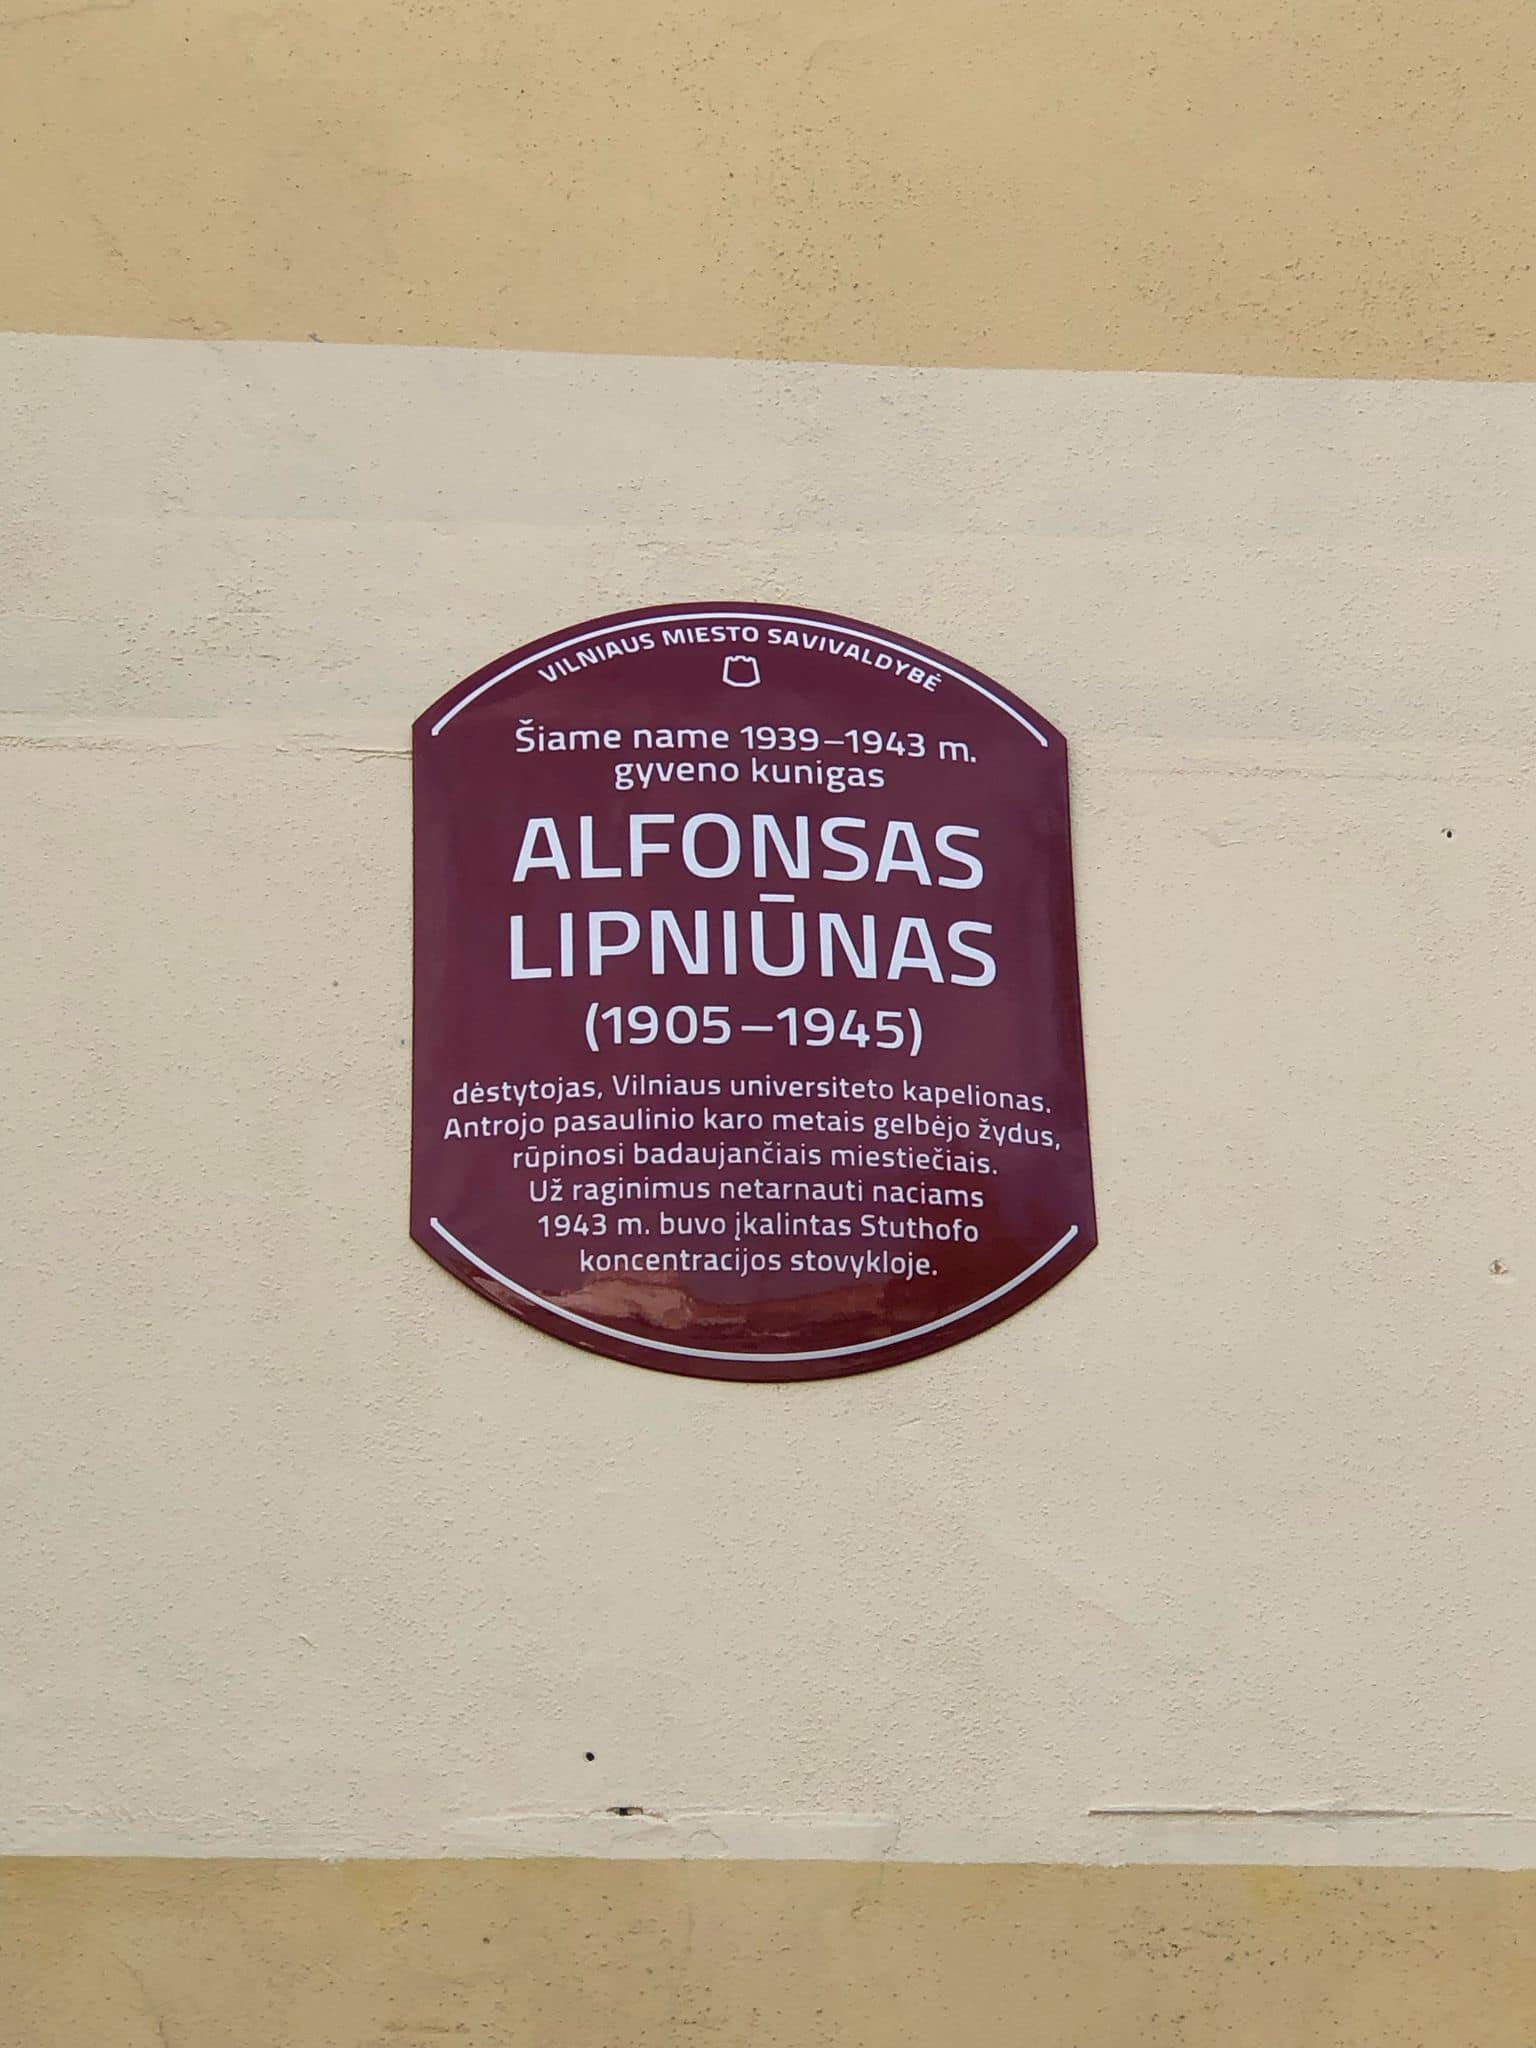 VILNIAUS MIESTO SAVIVALDYBĖ
Šiame name 1939–1943 m.
gyveno kunigas
ALFONSAS
LIPNIŪNAS
(1905–1945)
dėstytojas, Vilniaus universiteto kapelionas.
Antrojo pasaulinio karo metais gelbėjo žydus,
rūpinosi badaujančiais miestiečiais.
Už raginimus netarnauti naciams
1943 m. buvo įkalintas Stuthofo
koncentracijos stovykloje.